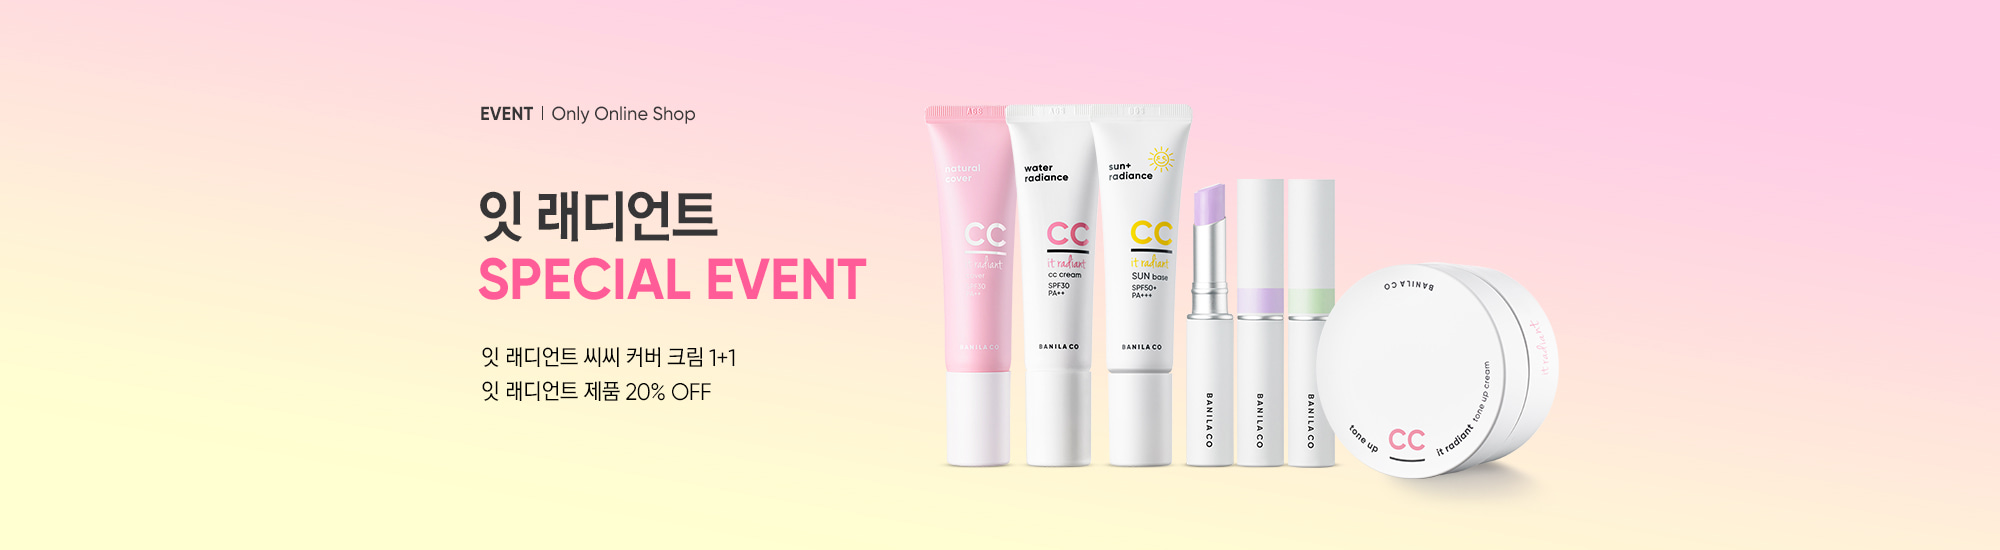 EVENT | Only Online Shop
잇 래디언트
SPECIAL EVENT
잇 래디언트 씨씨 커버 크림 1+1
잇 래디언트 제품 20% OFF
natural
cover
CC
it radiant
BANILA CO
water
radiance
CC
it radiant
cc cream
SPF30
PA++
BANILA CO
sun+
radiance
CC
it radiant
SUN base
SPF50+
PA+++
BANILA CO
BANILA CO
BANILA CO
BANILA CO
BANILA CO
tone up
CC
it radiant tone up cream
it radiant